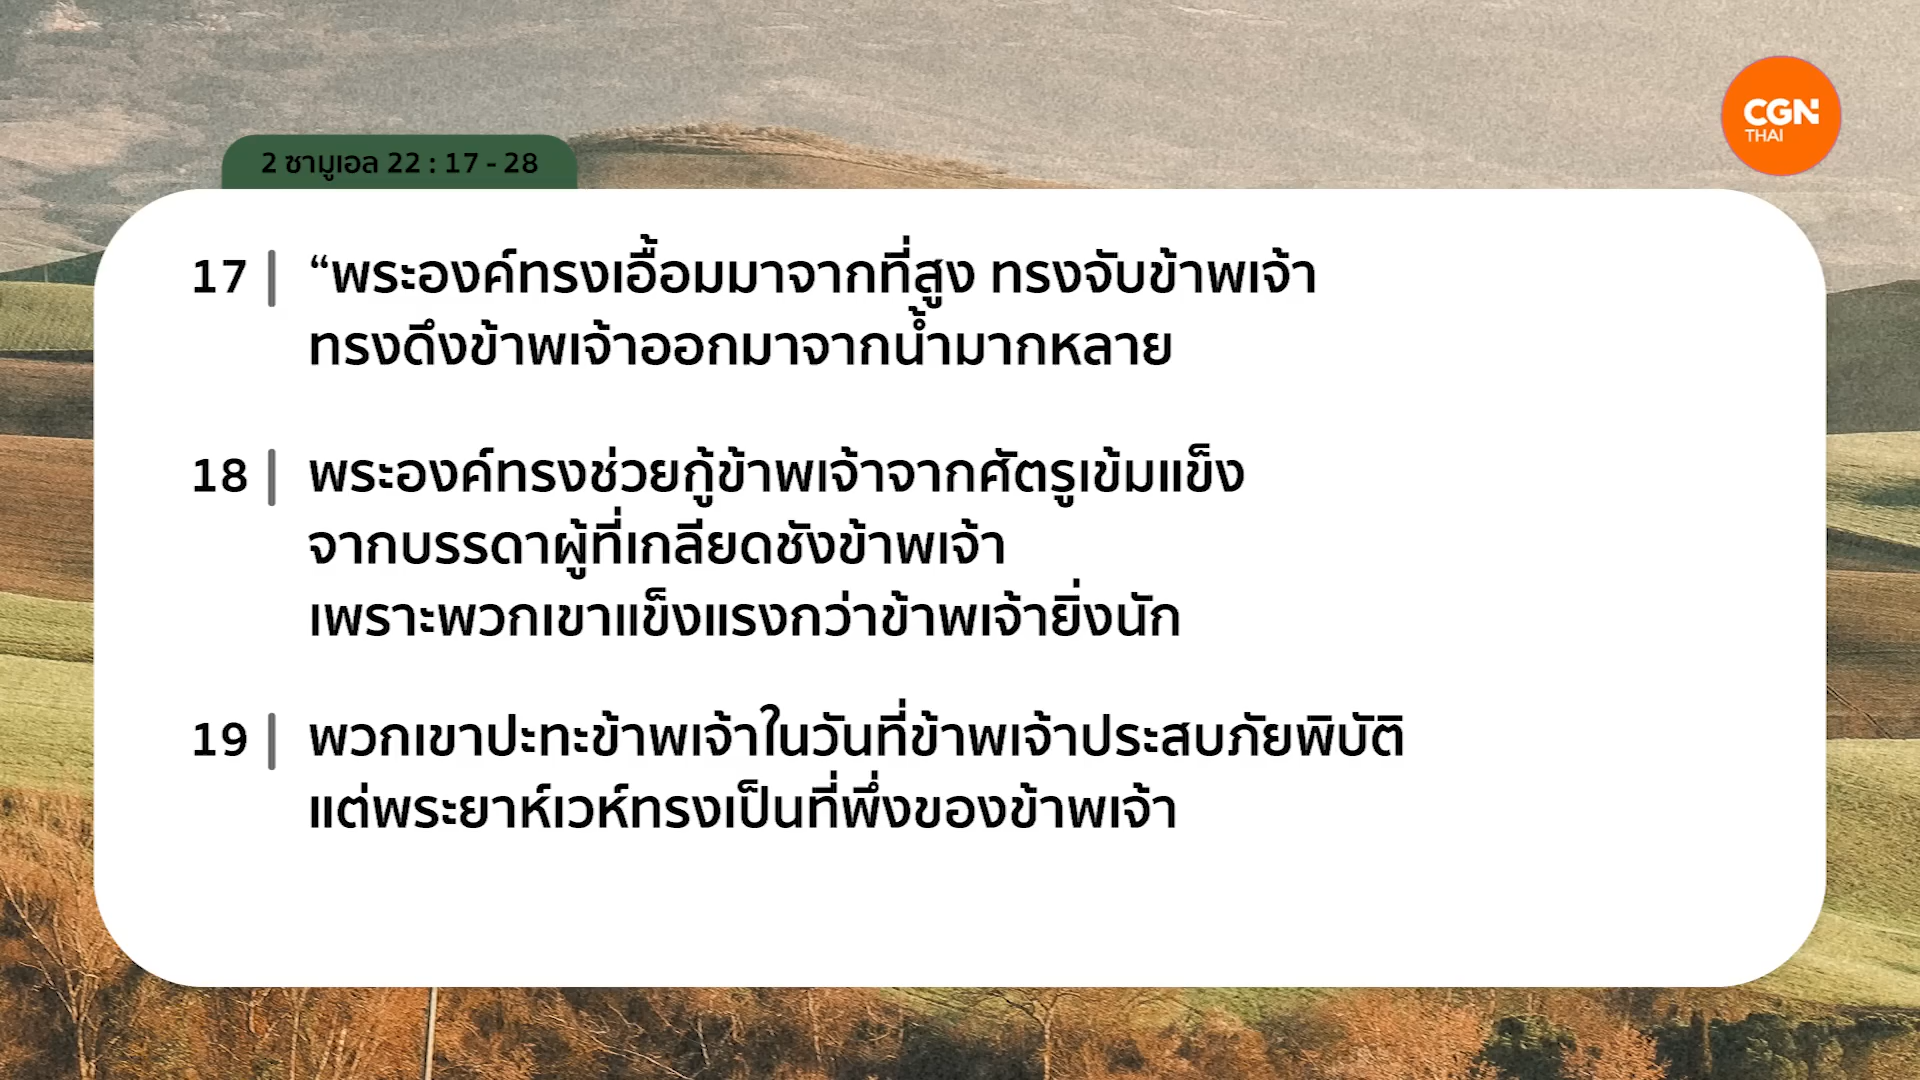 CGN
THAI
2 ซามูเอล 22 : 17 - 28
17 | “พระองค์ทรงเอื้อมมาจากที่สูง ทรงจับข้าพเจ้า
ทรงดึงข้าพเจ้าออกมาจากน้ำมากหลาย
18 | พระองค์ทรงช่วยกู้ข้าพเจ้าจากศัตรูเข้มแข็ง
จากบรรดาผู้ที่เกลียดชังข้าพเจ้า
เพราะพวกเขาแข็งแรงกว่าข้าพเจ้ายิ่งนัก
19 | พวกเขาปะทะข้าพเจ้าในวันที่ข้าพเจ้าประสบภัยพิบัติ
แต่พระยาห์เวห์ทรงเป็นที่พึ่งของข้าพเจ้า